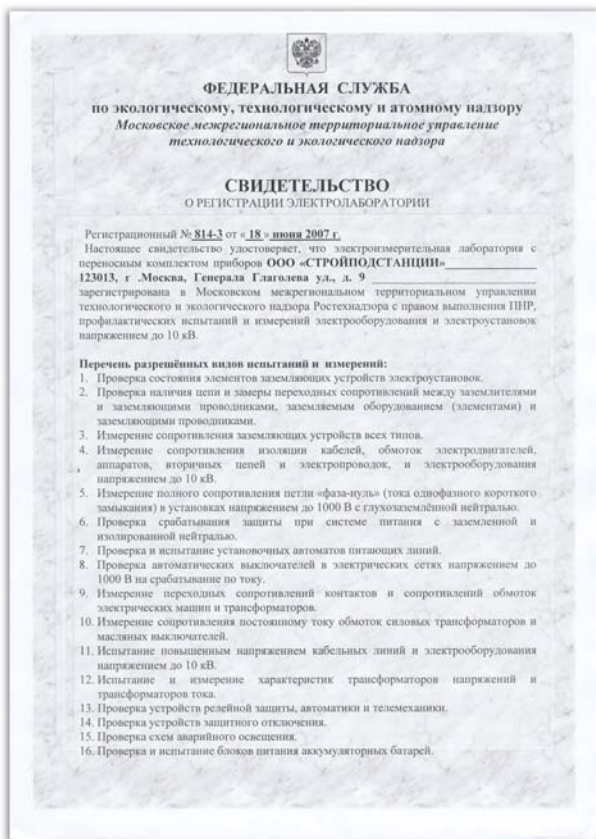 ФЕДЕРАЛЬНАЯ СЛУЖБА
по экологическому, технологическому и атомному надзору
Московское межрегиональное территориальное управление
технологического и экологического надзора
СВИДЕТЕЛЬСТВО
О РЕГИСТРАЦИИ ЭЛЕКТРОЛАБОРАТОРИИ
Регистрационный № 814-3 от « 18 » июня 2007 г.
Настоящее свидетельство удостоверяет, что электроизмерительная лаборатория с
переносным комплектом приборов ООО «СТРОЙПОДСТАНЦИИ»
123013, г .Москва, Генерала Глаголева ул., д. 9
зарегистрирована в Московском межрегиональном территориальном управлении
технологического и экологического надзора Ростехнадзора с правом выполнения ПНР,
профилактических испытаний и измерений электрооборудования и электроустановок
напряжением до 10 кВ.
Перечень разрешённых видов испытаний и измерений:
1. Проверка состояния элементов заземляющих устройств электроустановок.
2. Проверка наличия цепи и замеры переходных сопротивлений между заземлителями
и заземляющими проводниками, заземляемым оборудованием (элементами) и
заземляющими проводниками.
3. Измерение сопротивления заземляющих устройств всех типов.
4. Измерение сопротивления изоляции кабелей, обмоток электродвигателей,
аппаратов, вторичных цепей и электропроводок, и электрооборудования
напряжением до 10 кВ.
5. Измерение полного сопротивления петли «фаза-нуль» (тока однофазного короткого
замыкания) в установках напряжением до 1000 В с глухозаземлённой нейтралью.
6. Проверка срабатывания защиты при системе питания с заземленной и
изолированной нейтралью.
7. Проверка и испытание установочных автоматов питающих линий.
8. Проверка автоматических выключателей в электрических сетях напряжением до
1000 В на срабатывание по току.
9. Измерение переходных сопротивлений контактов и сопротивлений обмоток
электрических машин и трансформаторов.
10. Измерение сопротивления постоянному току обмоток силовых трансформаторов и
масляных выключателей.
11. Испытание повышенным напряжением кабельных линий и электрооборудования
напряжением до 10 кВ.
12. Испытание и измерение характеристик трансформаторов напряжений и
трансформаторов тока.
13. Проверка устройств релейной защиты, автоматики и телемеханики.
14. Проверка устройств защитного отключения.
15. Проверка схем аварийного освещения.
16. Проверка и испытание блоков питания аккумуляторных батарей.